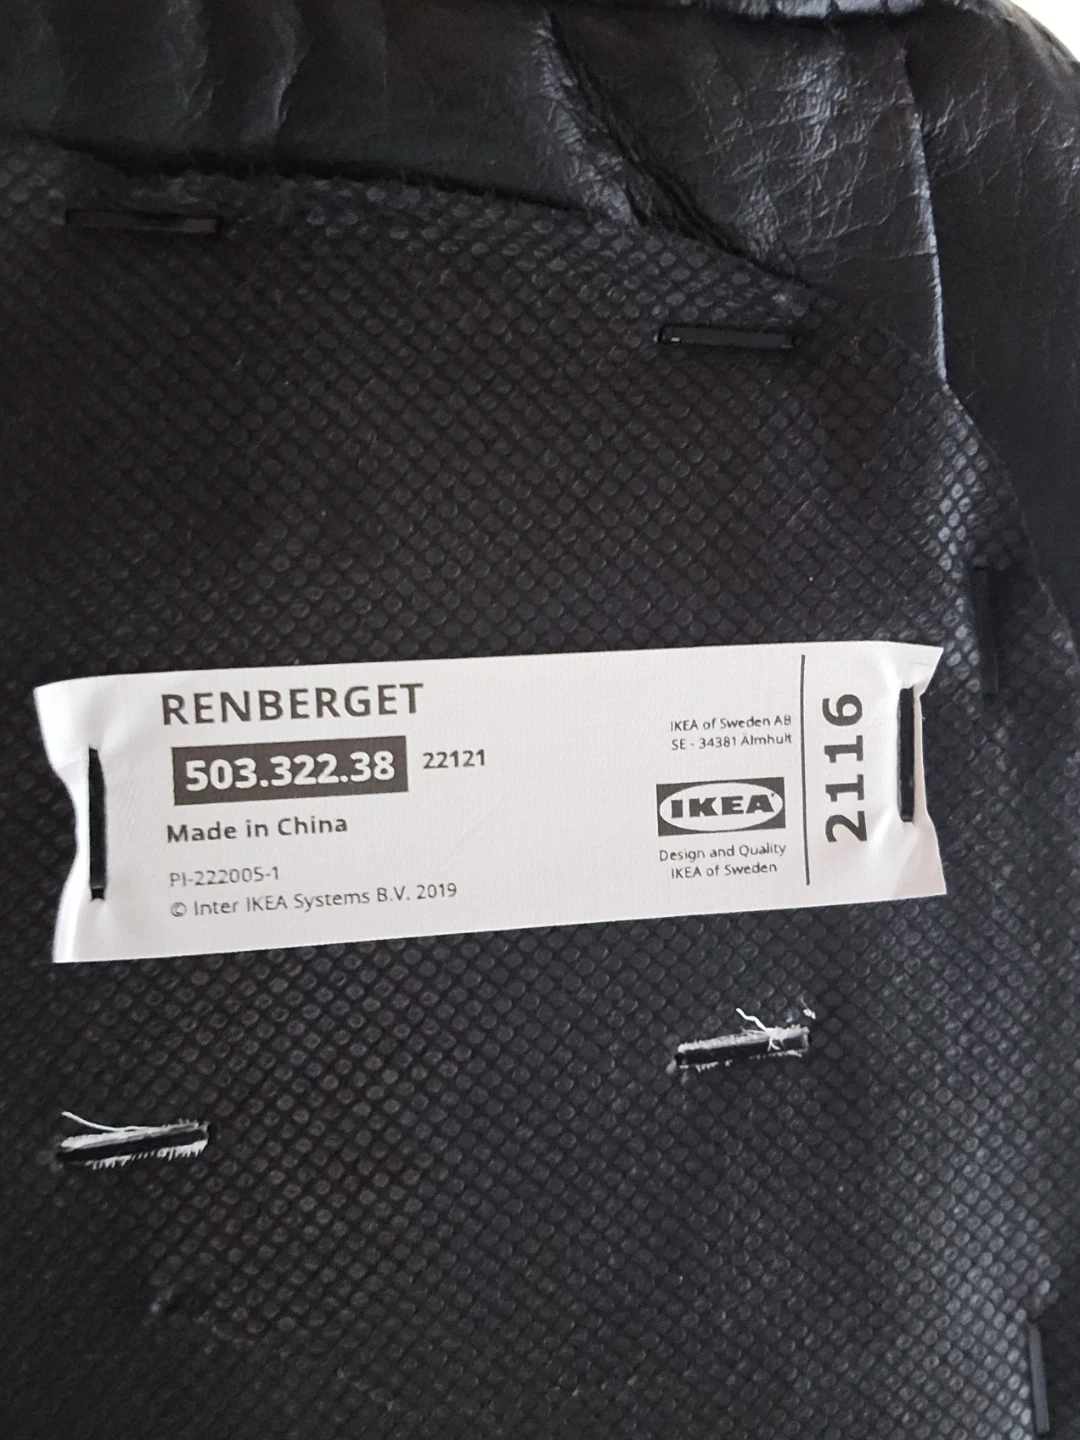 RENBERGET
503.322.38 22121
Made in China
PI-222005-1
© Inter IKEA Systems B.V. 2019
IKEA of Sweden AB
SE - 34381 Älmhult
IKEA
Design and Quality
IKEA of Sweden
2116